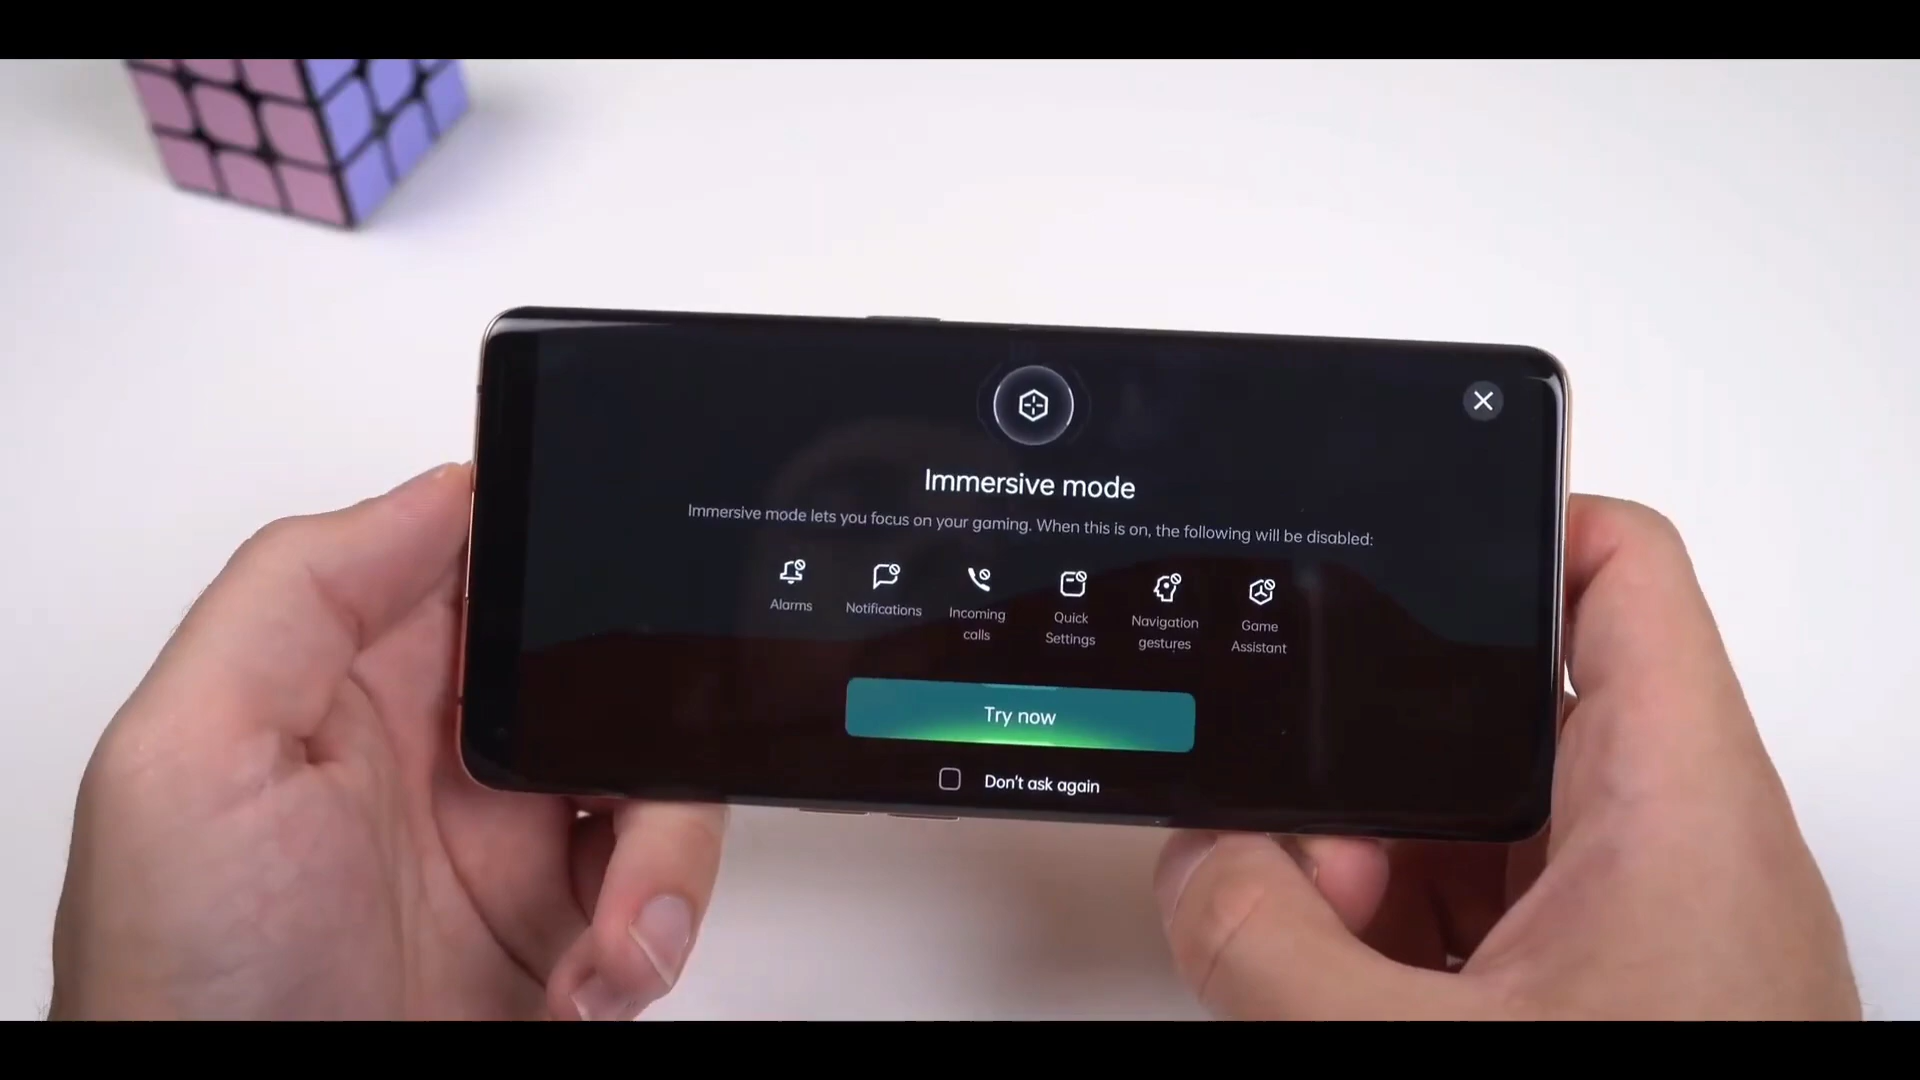 Immersive mode
Immersive mode lets you focus on your gaming. When this is on, the following will be disabled:
Alarms
Notifications
Incoming
calls
Quick
Settings
Navigation
gestures
Game
Assistant
Try now
Don't ask again